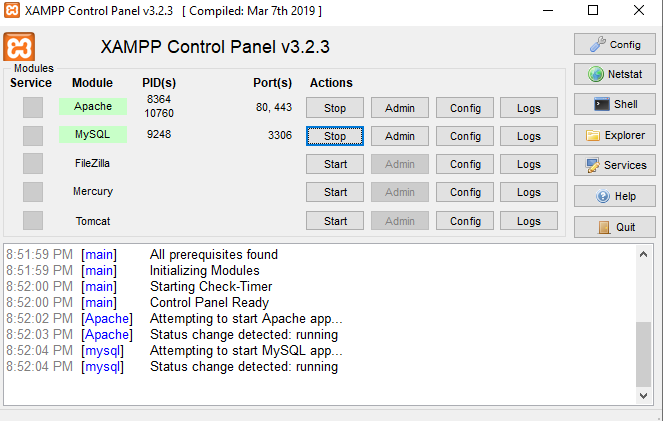 XAMPP Control Panel v3.2.3 [ Compiled: Mar 7th 2019 ]
XAMPP Control Panel v3.2.3
Config
Modules
Service Module PID(s) Port(s) Actions
Netstat
Apache 8364 10760 80, 443 Stop Admin Config Logs
Shell
MySQL 9248 3306 Stop Admin Config Logs
Explorer
FileZilla Start Admin Config Logs
Services
Mercury Start Admin Config Logs
Help
Tomcat Start Admin Config Logs
Quit
8:51:59 PM [main] All prerequisites found
8:51:59 PM [main] Initializing Modules
8:52:00 PM [main] Starting Check-Timer
8:52:00 PM [main] Control Panel Ready
8:52:02 PM [Apache] Attempting to start Apache app...
8:52:03 PM [Apache] Status change detected: running
8:52:04 PM [mysql] Attempting to start MySQL app...
8:52:04 PM [mysql] Status change detected: running